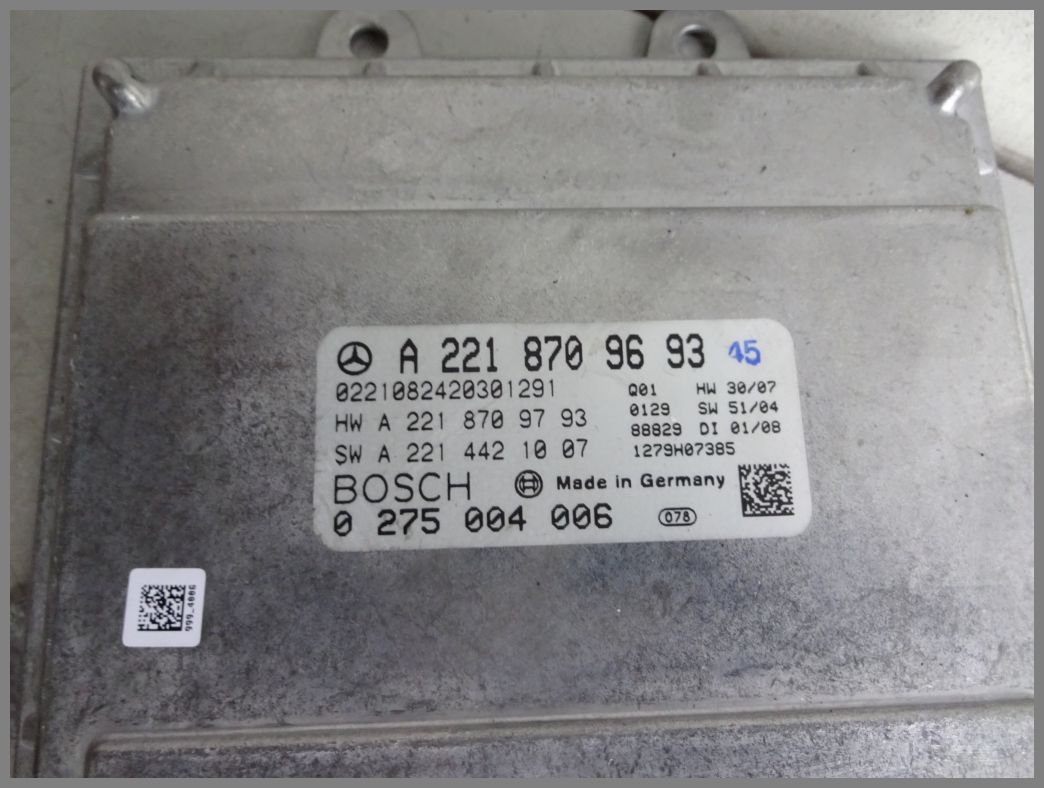 A 221 870 96 93 45
0221082420301291
HW A 221 870 97 93
SW A 221 442 10 07
Q01 HW 30/07
0129 SW 51/04
88829 DI 01/08
1279H07385
BOSCH Made in Germany
0 275 004 006 078
999_4006